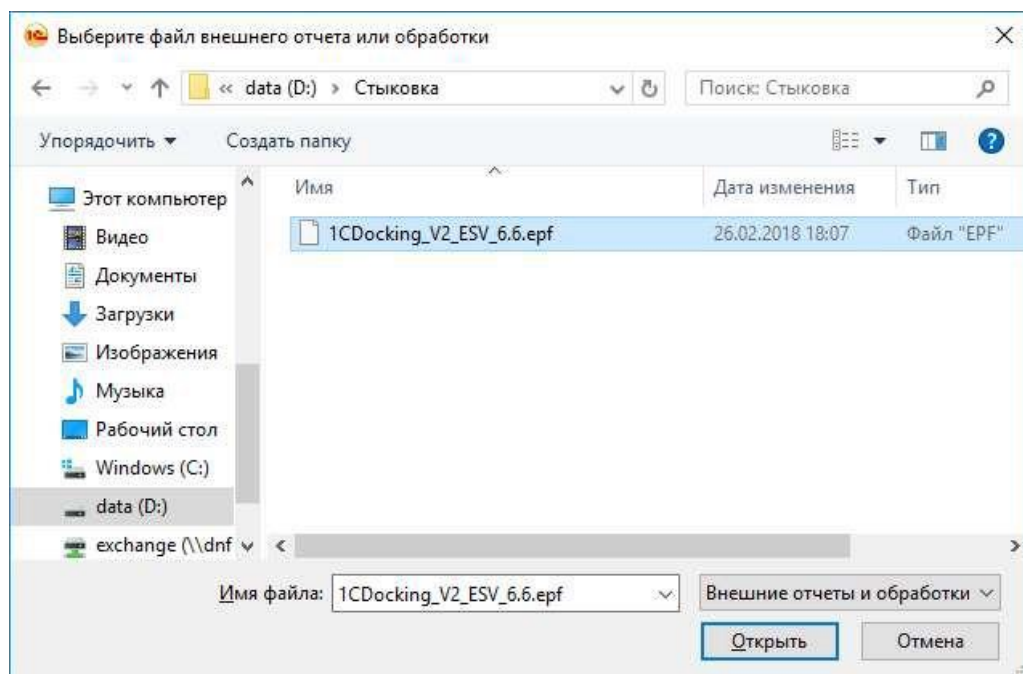 Выберите файл внешнего отчета или обработки
« data (D:) › Стыковка
Поиск: Стыковка
Упорядочить
Создать папку
Имя
Дата изменения
Тип
1CDocking_V2_ESV_6.6.epf
26.02.2018 18:07
Файл "EPF"
Этот компьютер
Видео
Документы
Загрузки
Изображения
Музыка
Рабочий стол
Windows (C:)
data (D:)
exchange (\\dnf
Имя файла: 1CDocking_V2_ESV_6.6.epf
Внешние отчеты и обработки
Открыть
Отмена